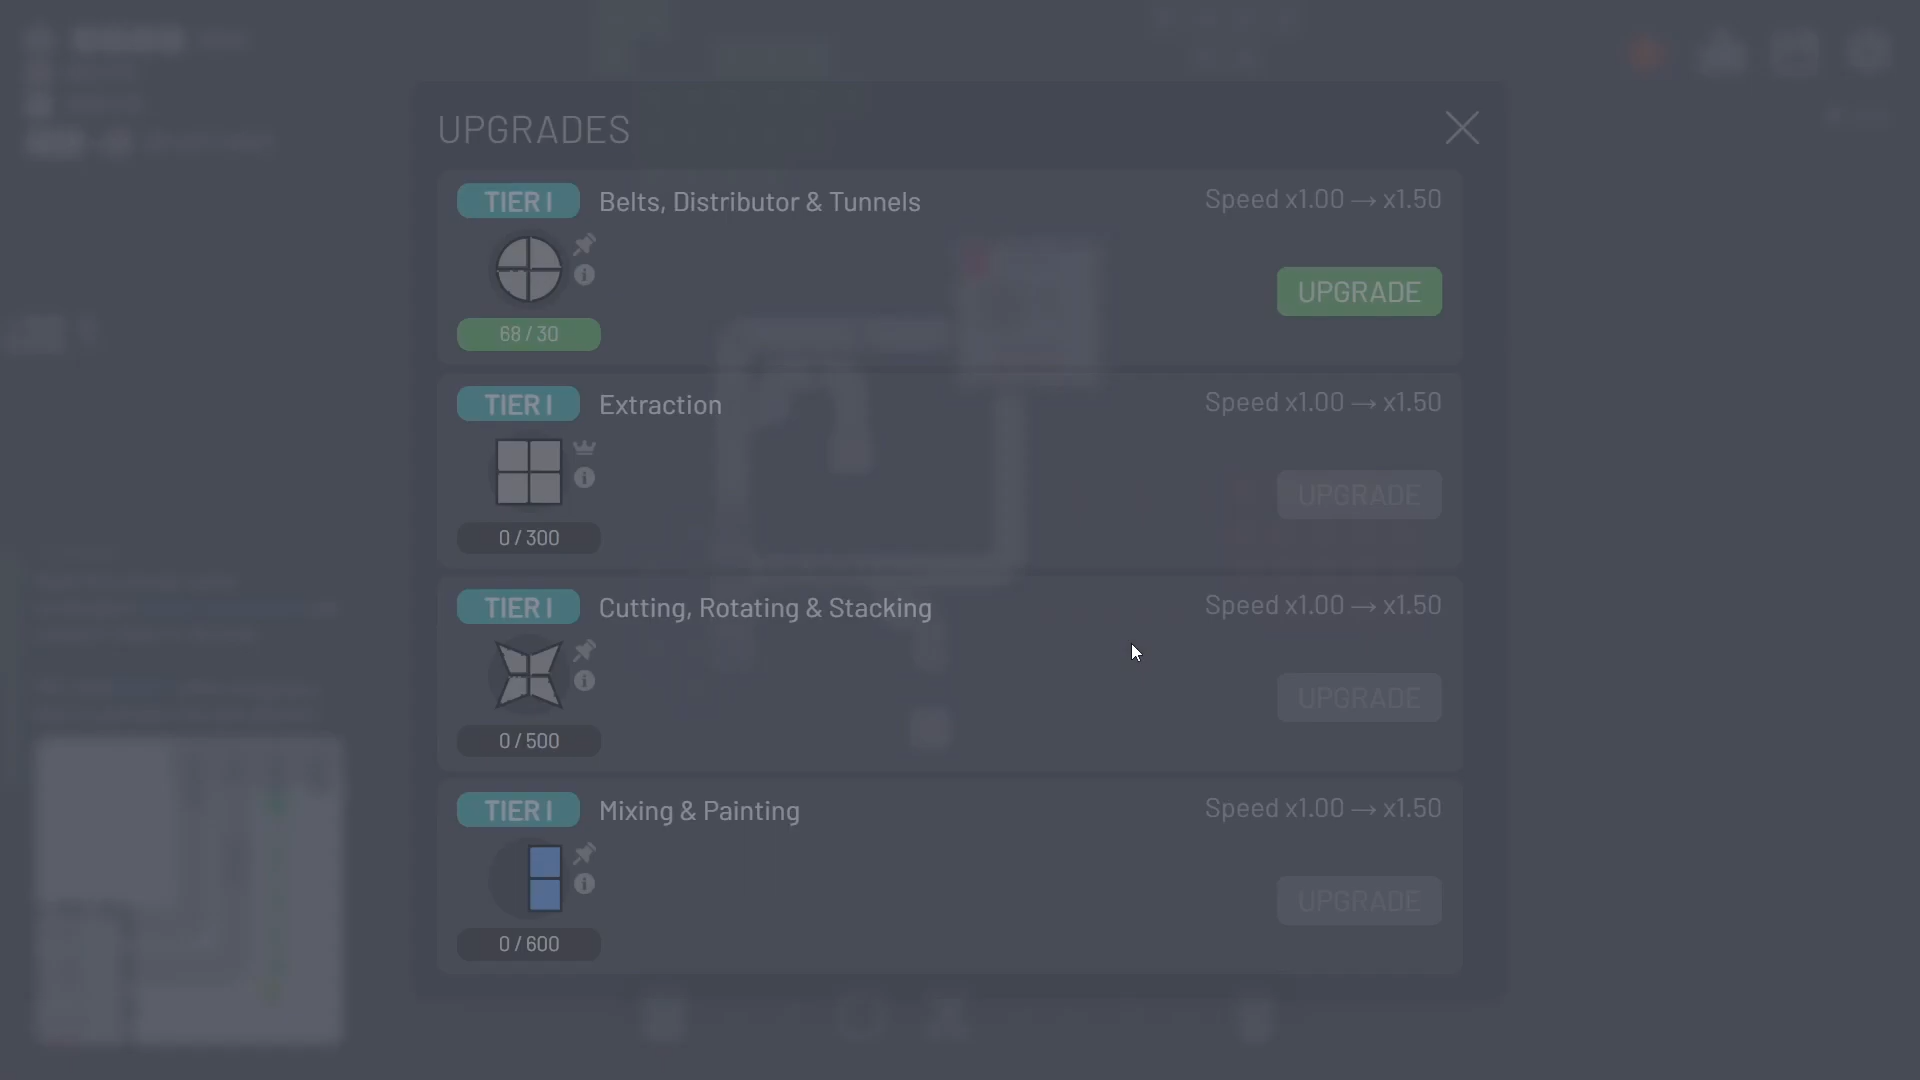 UPGRADES
TIER I Belts, Distributor & Tunnels Speed x1.00 → x1.50
UPGRADE
68 / 30
TIER I Extraction Speed x1.00 → x1.50
UPGRADE
0 / 300
TIER I Cutting, Rotating & Stacking Speed x1.00 → x1.50
UPGRADE
0 / 500
TIER I Mixing & Painting Speed x1.00 → x1.50
UPGRADE
0 / 600